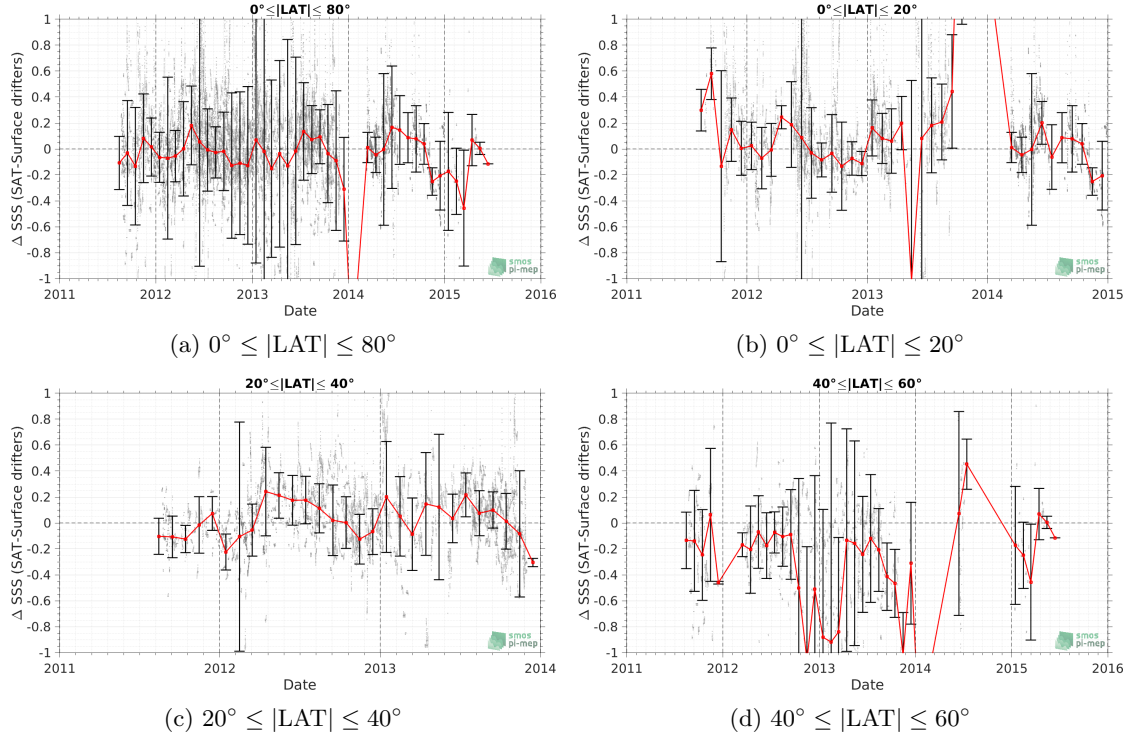 0°≤|LAT|≤ 80°
Δ SSS (SAT-Surface drifters)
1
0.8
0.6
0.4
0.2
0
-0.2
-0.4
-0.6
-0.8
-1
2011 2012 2013 2014 2015 2016
Date
smos
pi-mep
(a) 0° ≤ |LAT| ≤ 80°
0°≤|LAT|≤ 20°
Δ SSS (SAT-Surface drifters)
1
0.8
0.6
0.4
0.2
0
-0.2
-0.4
-0.6
-0.8
-1
2011 2012 2013 2014 2015
Date
smos
pi-mep
(b) 0° ≤ |LAT| ≤ 20°
20°≤|LAT|≤ 40°
Δ SSS (SAT-Surface drifters)
1
0.8
0.6
0.4
0.2
0
-0.2
-0.4
-0.6
-0.8
-1
2011 2012 2013 2014
Date
smos
pi-mep
(c) 20° ≤ |LAT| ≤ 40°
40°≤|LAT|≤ 60°
Δ SSS (SAT-Surface drifters)
1
0.8
0.6
0.4
0.2
0
-0.2
-0.4
-0.6
-0.8
-1
2011 2012 2013 2014 2015 2016
Date
smos
pi-mep
(d) 40° ≤ |LAT| ≤ 60°